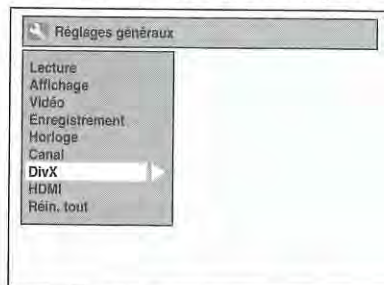 Réglages généraux
Lecture
Affichage
Vidéo
Enregistrement
Horloge
Canal
DivX
HDMI
Réin. tout